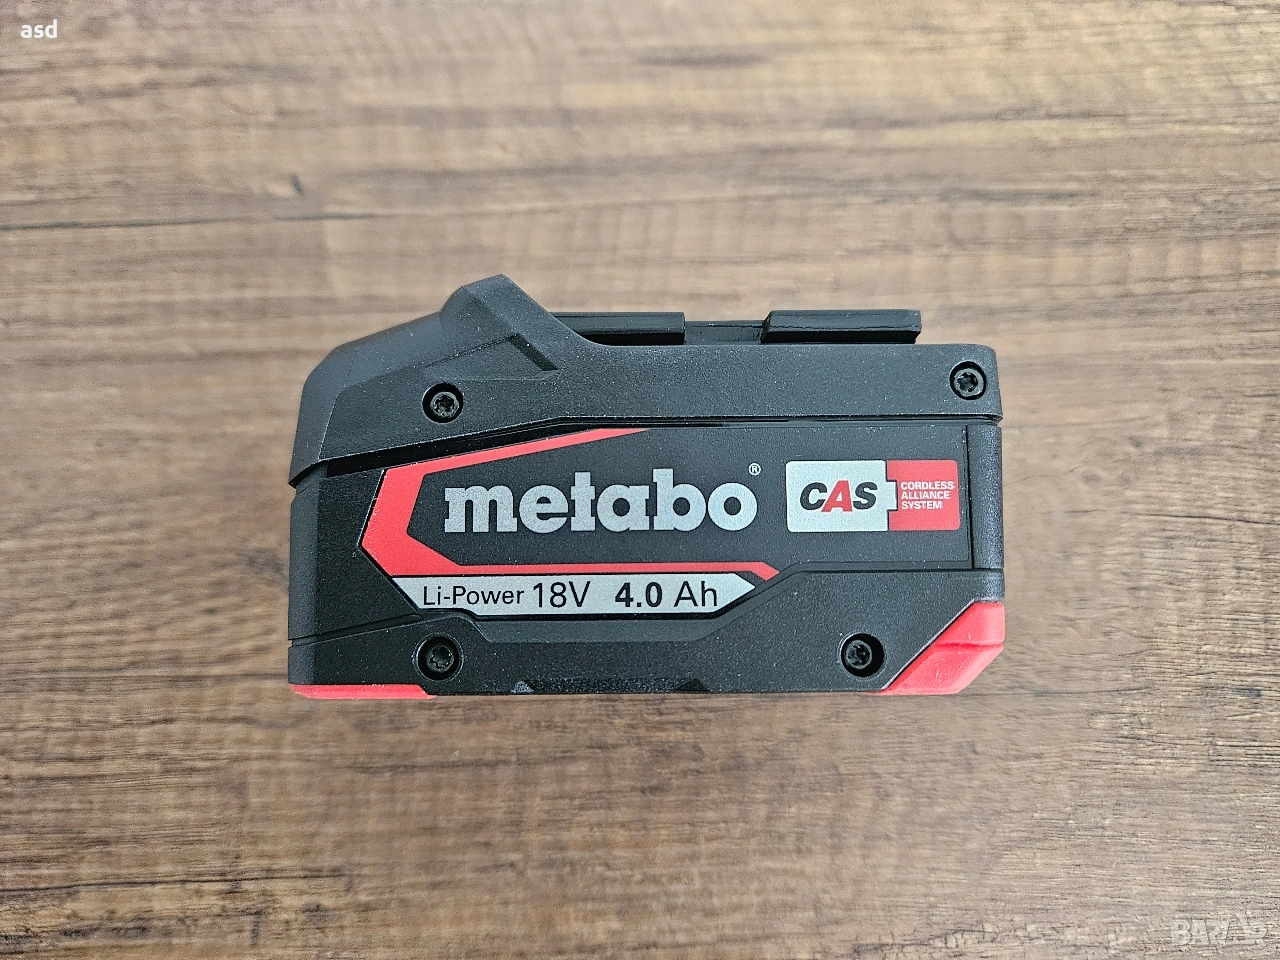 asd
metabo®
CAS
CORDLESS
ALLIANCE
SYSTEM
Li-Power 18V 4.0 Ah